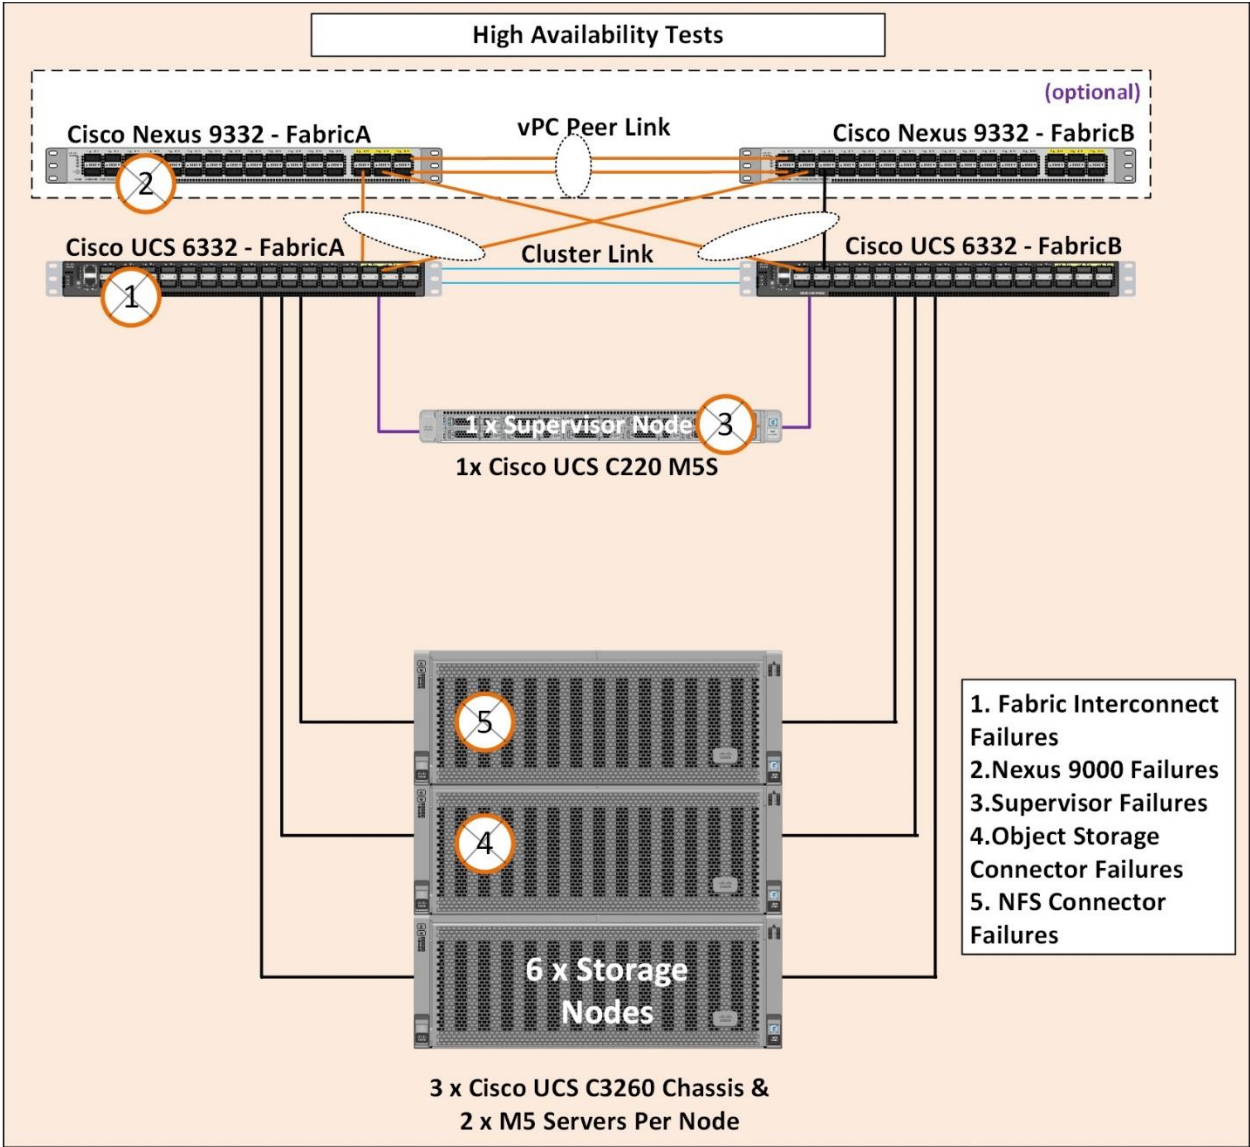 High Availability Tests
(optional)
Cisco Nexus 9332 - FabricA
vPC Peer Link
Cisco Nexus 9332 - FabricB
2
Cisco UCS 6332 - FabricA
Cluster Link
Cisco UCS 6332 - FabricB
1
1 x Supervisor Node
3
1x Cisco UCS C220 M5S
5
4
6 x Storage
Nodes
3 x Cisco UCS C3260 Chassis &
2 x M5 Servers Per Node
1. Fabric Interconnect
Failures
2.Nexus 9000 Failures
3.Supervisor Failures
4.Object Storage
Connector Failures
5. NFS Connector
Failures